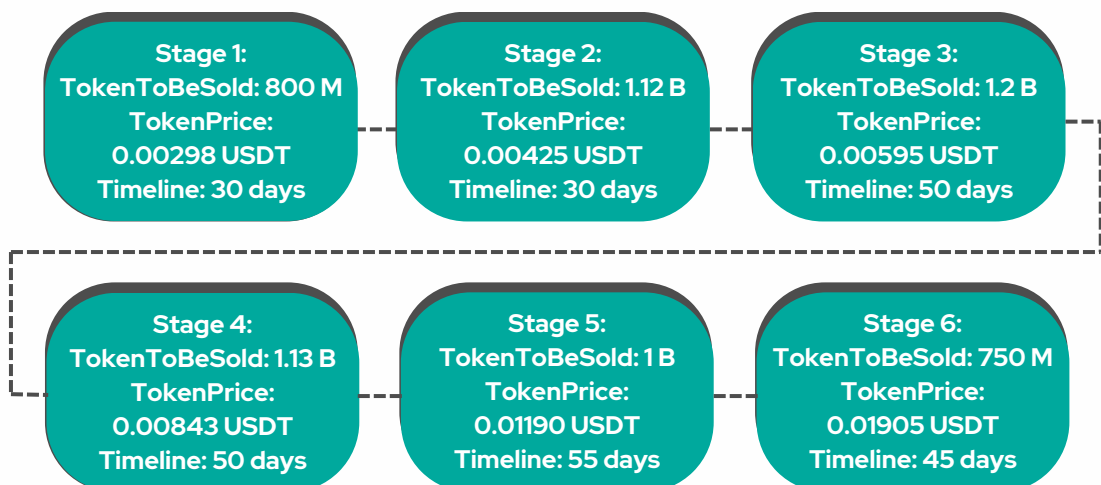 Stage 1:
TokenToBeSold: 800 M
TokenPrice:
0.00298 USDT
Timeline: 30 days
Stage 2:
TokenToBeSold: 1.12 B
TokenPrice:
0.00425 USDT
Timeline: 30 days
Stage 3:
TokenToBeSold: 1.2 B
TokenPrice:
0.00595 USDT
Timeline: 50 days
Stage 4:
TokenToBeSold: 1.13 B
TokenPrice:
0.00843 USDT
Timeline: 50 days
Stage 5:
TokenToBeSold: 1 B
TokenPrice:
0.01190 USDT
Timeline: 55 days
Stage 6:
TokenToBeSold: 750 M
TokenPrice:
0.01905 USDT
Timeline: 45 days